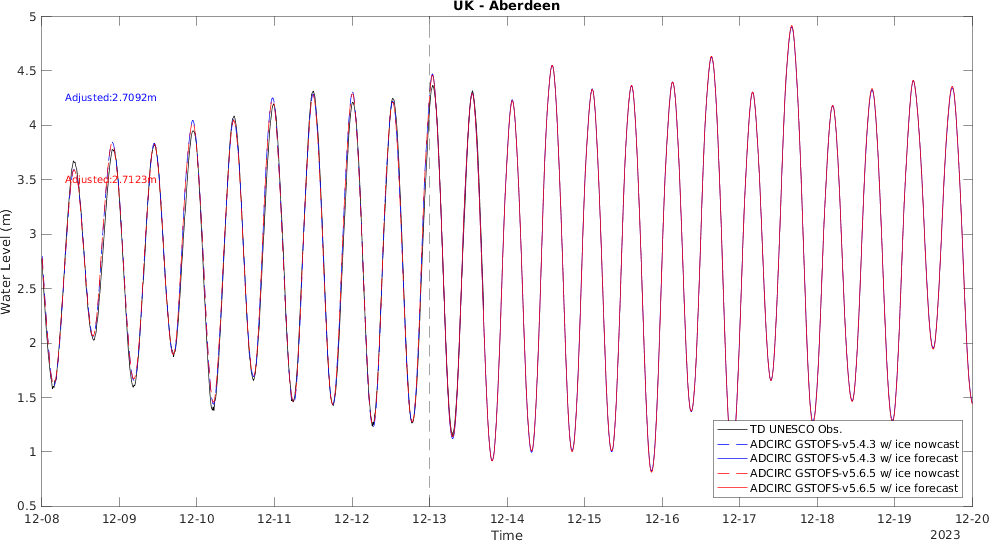 UK - Aberdeen
5
4.5
4
3.5
3
2.5
2
1.5
1
0.5
Water Level (m)
Adjusted:2.7092m
Adjusted:2.7123m
TD UNESCO Obs.
ADCIRC GSTOFS-v5.4.3 w/ ice nowcast
ADCIRC GSTOFS-v5.4.3 w/ ice forecast
ADCIRC GSTOFS-v5.6.5 w/ ice nowcast
ADCIRC GSTOFS-v5.6.5 w/ ice forecast
12-08 12-09 12-10 12-11 12-12 12-13 12-14 12-15 12-16 12-17 12-18 12-19 12-20
Time
2023